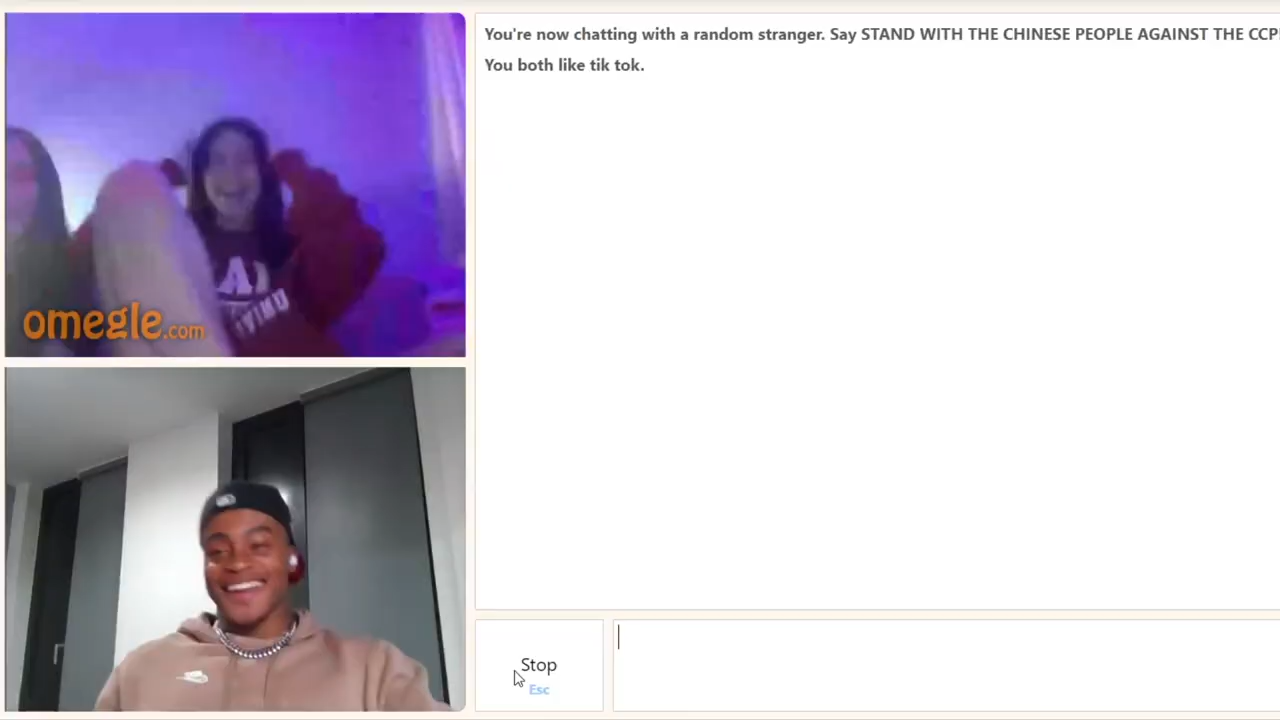 You're now chatting with a random stranger. Say STAND WITH THE CHINESE PEOPLE AGAINST THE CCP
You both like tik tok.
omegle.com
Stop
Esc